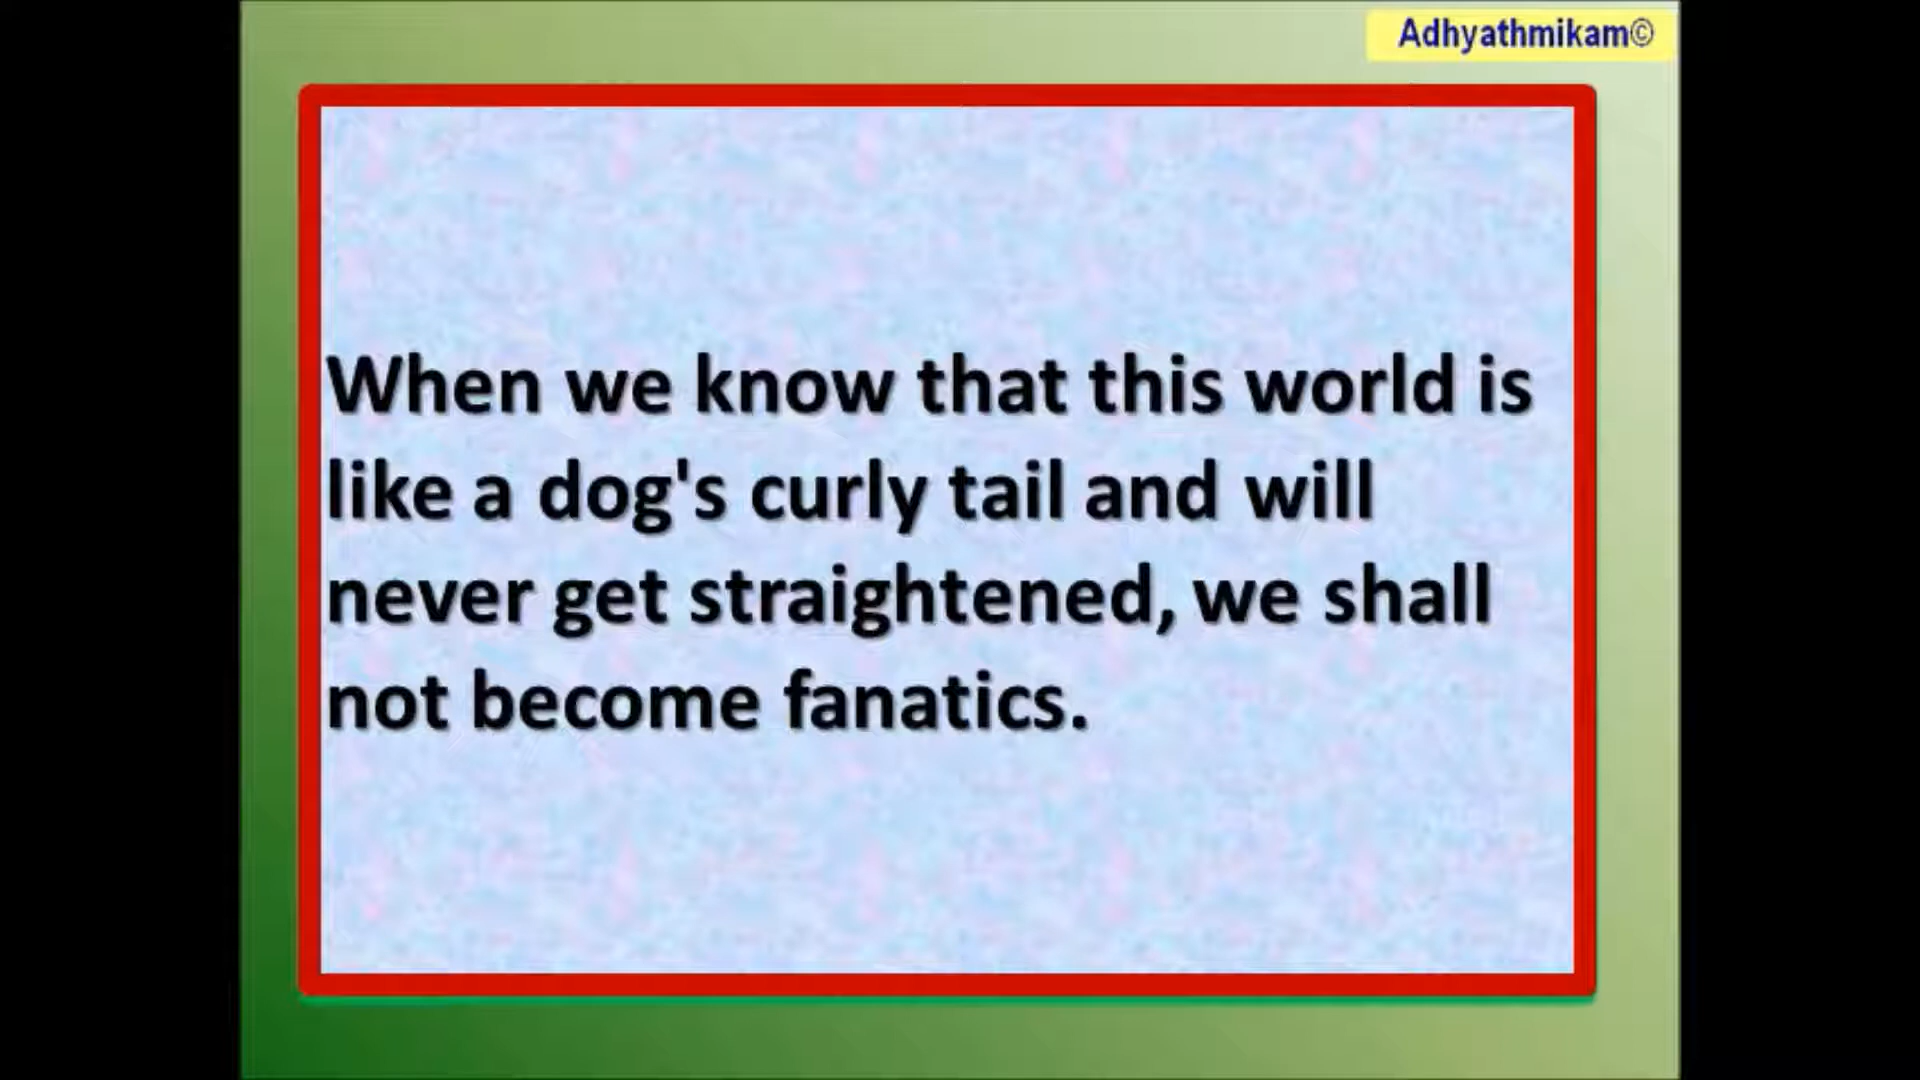 Adhyathmikam©
When we know that this world is
like a dog's curly tail and will
never get straightened, we shall
not become fanatics.